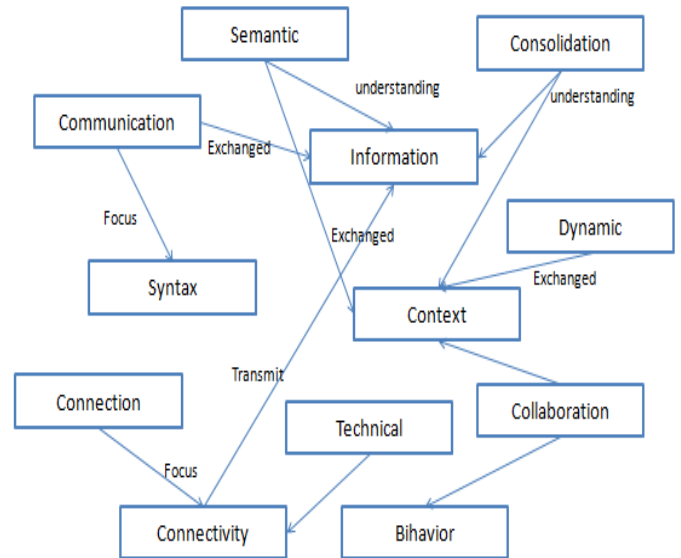 Semantic
Consolidation
understanding
understanding
Communication
Exchanged
Information
Focus
Exchanged
Dynamic
Exchanged
Syntax
Context
Transmit
Connection
Technical
Collaboration
Focus
Connectivity
Bihavior